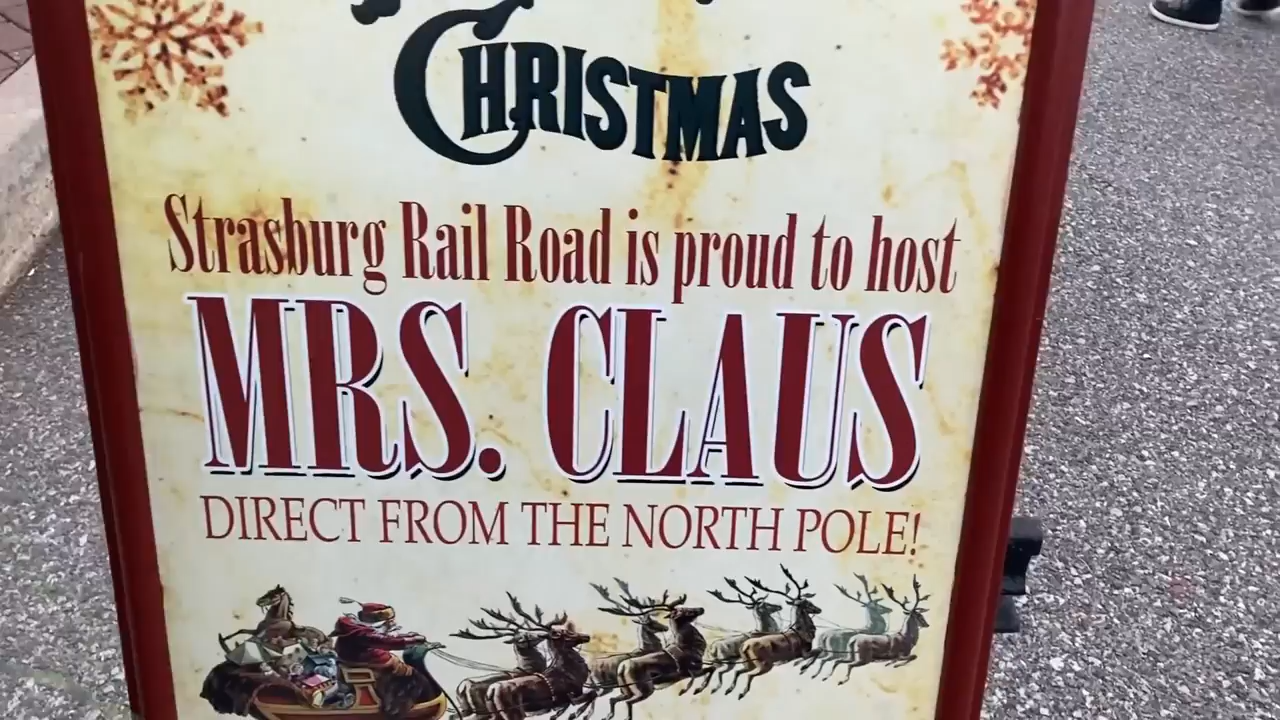 CHRISTMAS
Strasburg Rail Road is proud to host
MRS. CLAUS
DIRECT FROM THE NORTH POLE!